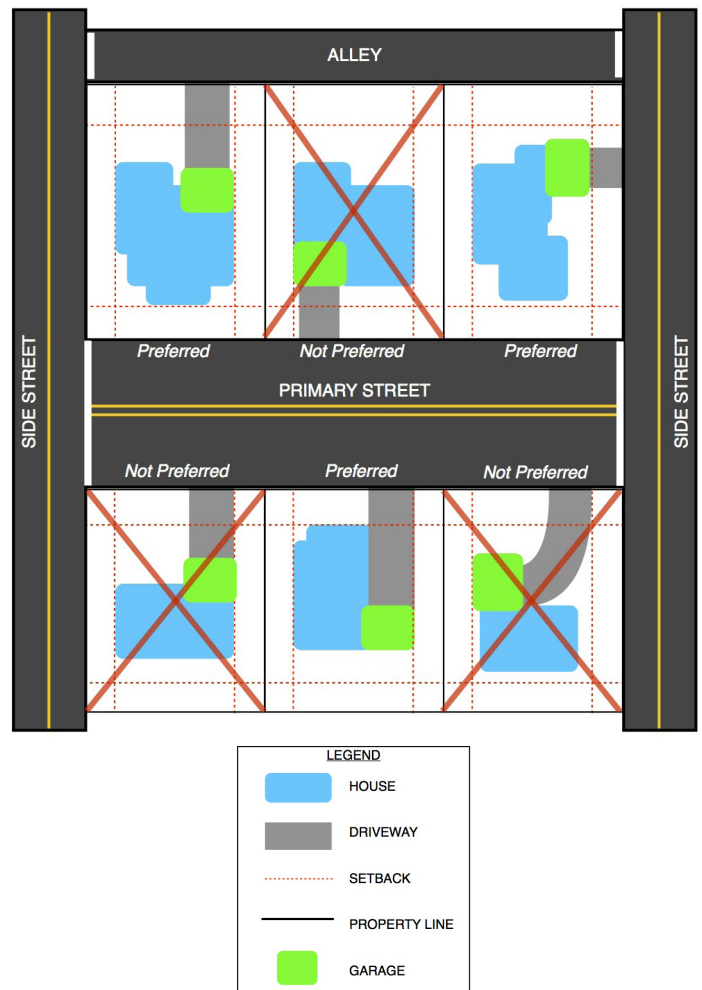 ALLEY
Preferred
Not Preferred
Preferred
SIDE STREET
PRIMARY STREET
SIDE STREET
Not Preferred
Preferred
Not Preferred
LEGEND
HOUSE
DRIVEWAY
SETBACK
PROPERTY LINE
GARAGE